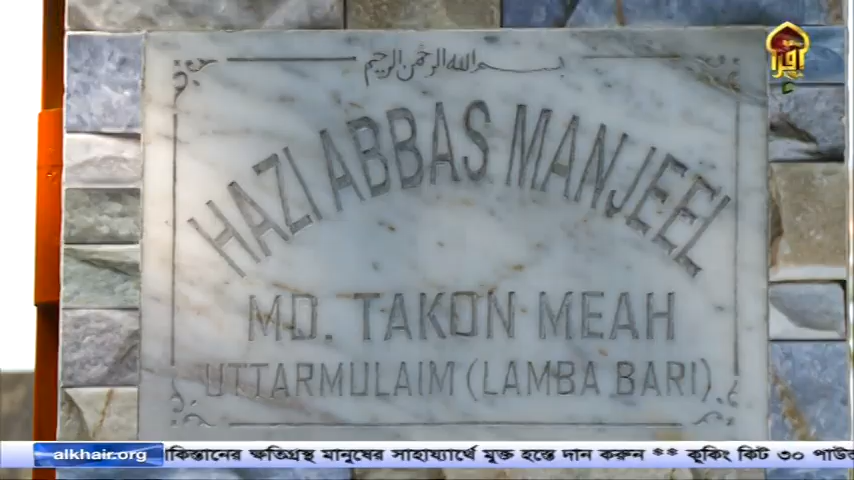 بسم الله الرحمن الرحيم
اقرأ
HAZI ABBAS MANJEEL
MD. TAKON MEAH
UTTARMULAIM (LAMBA BARI)
alkhair.org াকিস্তানের ক্ষতিগ্রস্থ মানুষের সাহায্যার্থে মুক্ত হস্তে দান করুন ** কুকিং কিট ৩০ পাউ